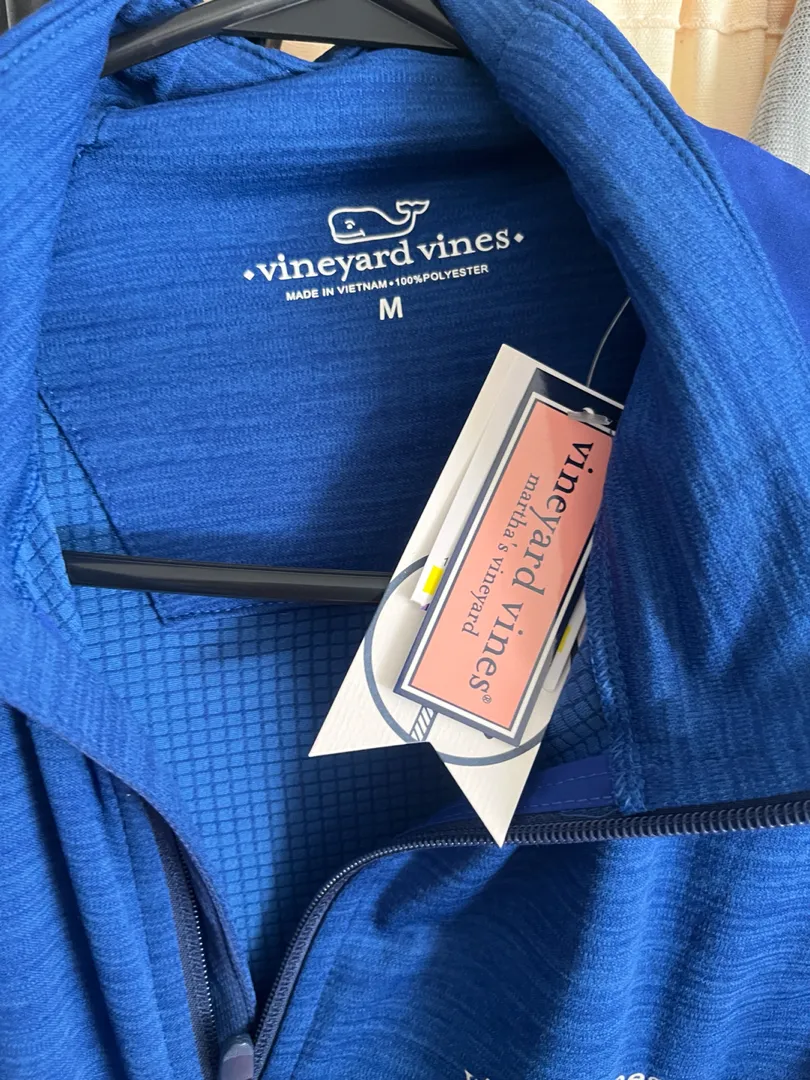 vineyard vines
MADE IN VIETNAM•100%POLYESTER
M
vineyard vines®
martha's vineyard